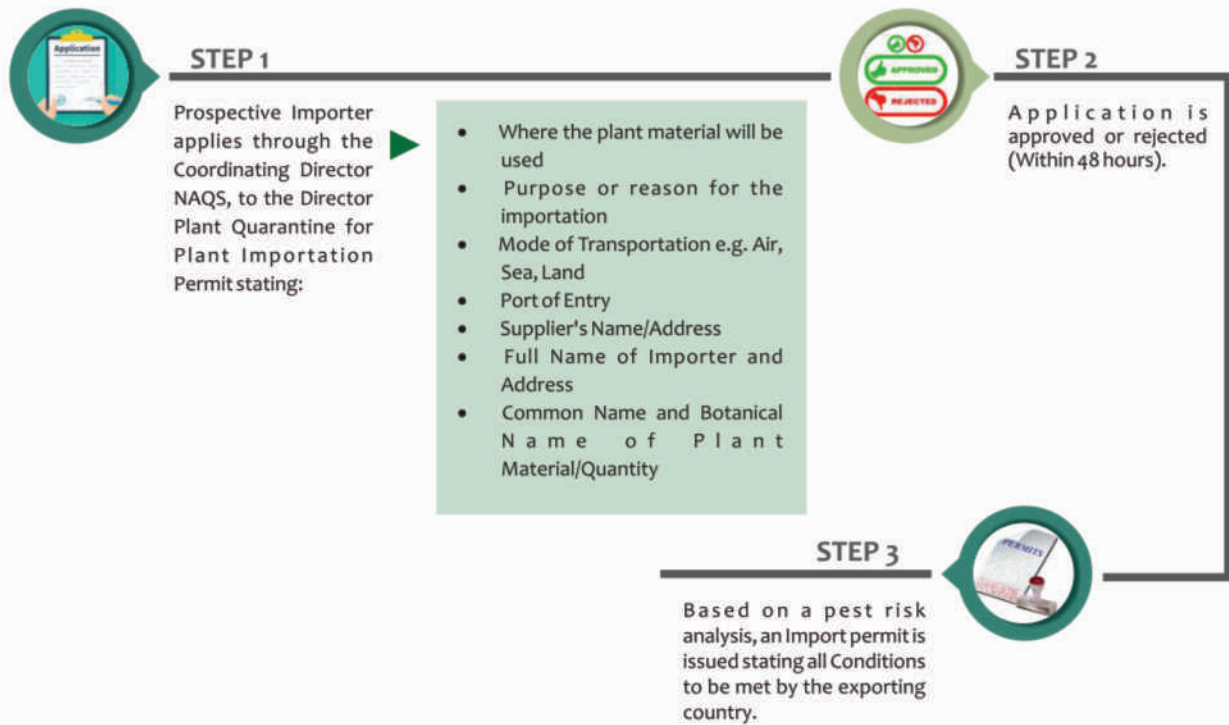 Application
STEP 1
Prospective Importer
applies through the
Coordinating Director
NAQS, to the Director
Plant Quarantine for
Plant Importation
Permit stating:
• Where the plant material will be
used
• Purpose or reason for the
importation
• Mode of Transportation e.g. Air,
Sea, Land
• Port of Entry
• Supplier's Name/Address
• Full Name of Importer and
Address
• Common Name and Botanical
Name of Plant
Material/Quantity
APPROVED
REJECTED
STEP 2
Application is
approved or rejected
(Within 48 hours).
STEP 3
PERMITS
Based on a pest risk
analysis, an Import permit is
issued stating all Conditions
to be met by the exporting
country.